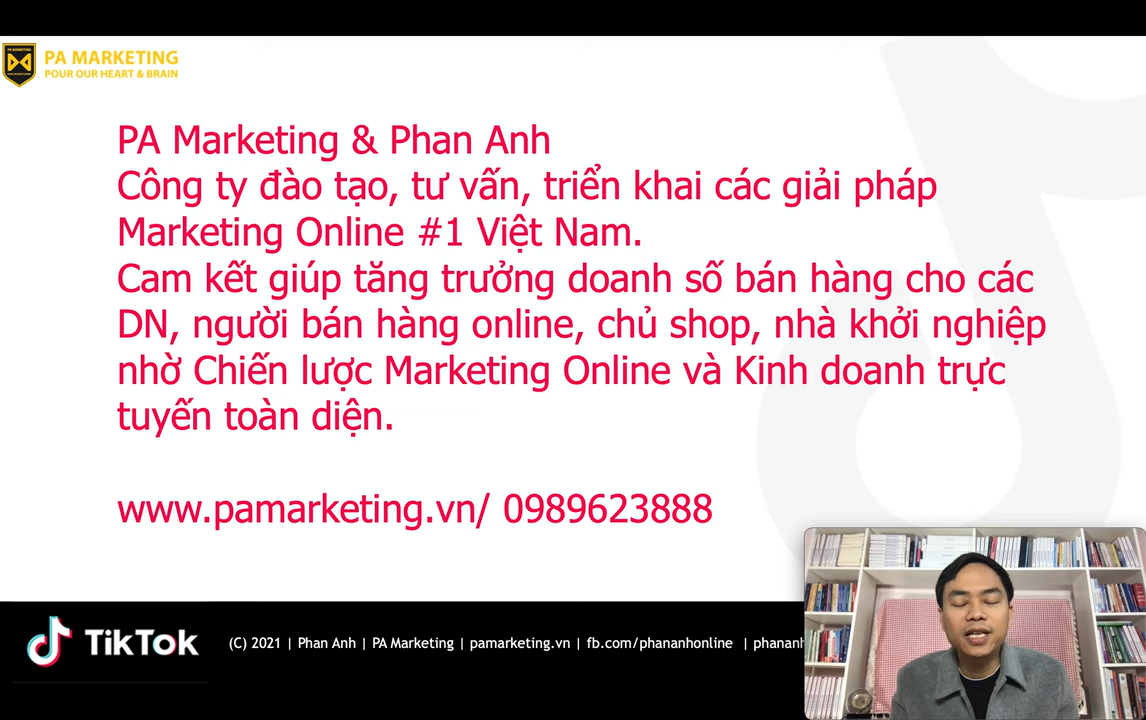 PA MARKETING
POUR OUR HEART & BRAIN
PA Marketing & Phan Anh
Công ty đào tạo, tư vấn, triển khai các giải pháp
Marketing Online #1 Việt Nam.
Cam kết giúp tăng trưởng doanh số bán hàng cho các
DN, người bán hàng online, chủ shop, nhà khởi nghiệp
nhờ Chiến lược Marketing Online và Kinh doanh trực
tuyến toàn diện.
www.pamarketing.vn/ 0989623888
TikTok
(C) 2021 | Phan Anh | PA Marketing | pamarketing.vn | fb.com/phananhonline | phananh